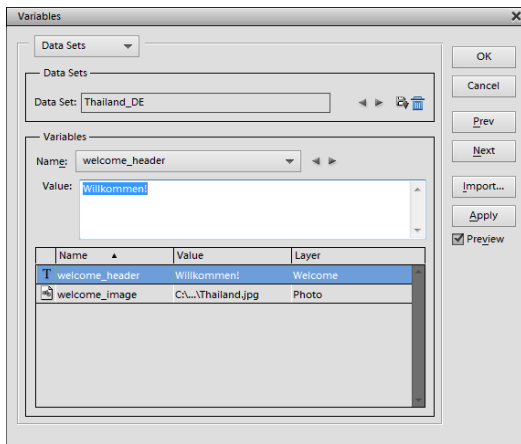 Variables
Data Sets
OK
Data Sets
Cancel
Data Set: Thailand_DE
Prev
Variables
Next
Name: welcome_header
Value: Willkommen!
Import...
Apply
Preview
Name Value Layer
T welcome_header Willkommen! Welcome
welcome_image C:\...\Thailand.jpg Photo